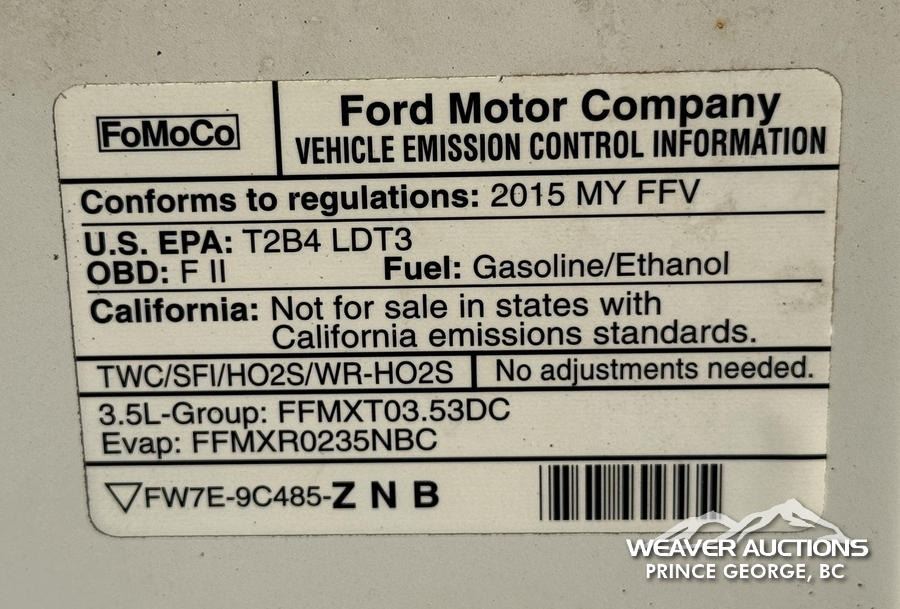 FoMoCo
Ford Motor Company
VEHICLE EMISSION CONTROL INFORMATION
Conforms to regulations: 2015 MY FFV
U.S. EPA: T2B4 LDT3
OBD: F II Fuel: Gasoline/Ethanol
California: Not for sale in states with
California emissions standards.
TWC/SFI/HO2S/WR-HO2S No adjustments needed.
3.5L-Group: FFMXT03.53DC
Evap: FFMXR0235NBC
▽FW7E-9C485-Z N B
WEAVER AUCTIONS
PRINCE GEORGE, BC